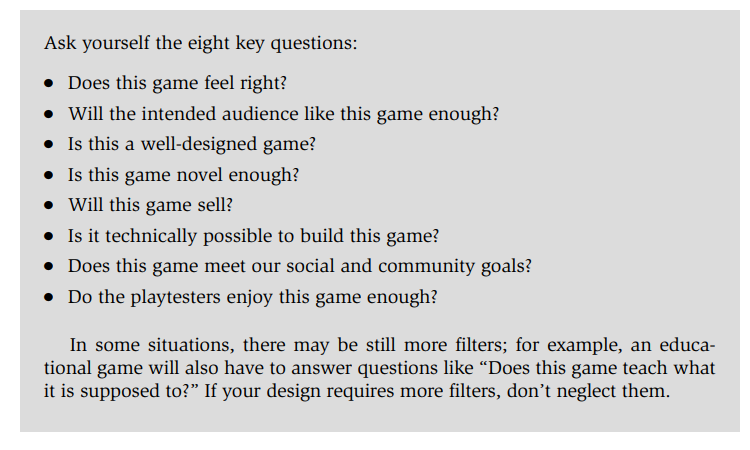 Ask yourself the eight key questions:
● Does this game feel right?
● Will the intended audience like this game enough?
● Is this a well-designed game?
● Is this game novel enough?
● Will this game sell?
● Is it technically possible to build this game?
● Does this game meet our social and community goals?
● Do the playtesters enjoy this game enough?
In some situations, there may be still more filters; for example, an educa-
tional game will also have to answer questions like “Does this game teach what
it is supposed to?” If your design requires more filters, don’t neglect them.